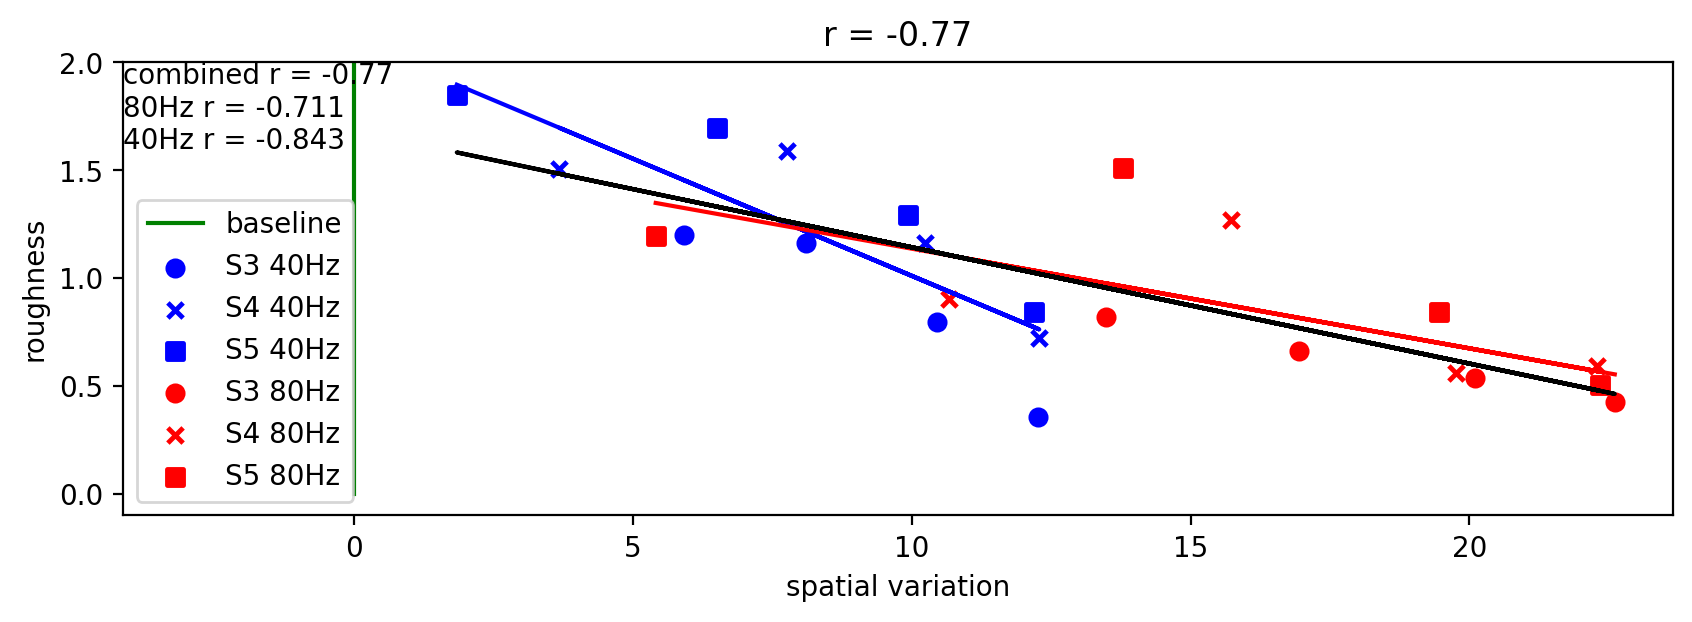 r = -0.77
combined r = -0.77
80Hz r = -0.711
40Hz r = -0.843
baseline
S3 40Hz
S4 40Hz
S5 40Hz
S3 80Hz
S4 80Hz
S5 80Hz
roughness
2.0
1.5
1.0
0.5
0.0
0 5 10 15 20
spatial variation